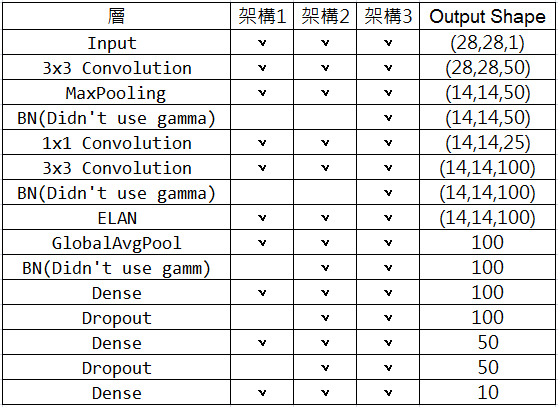 層 架構1 架構2 架構3 Output Shape
Input v v v (28,28,1)
3x3 Convolution v v v (28,28,50)
MaxPooling v v v (14,14,50)
BN(Didn't use gamma) v (14,14,50)
1x1 Convolution v v v (14,14,25)
3x3 Convolution v v v (14,14,100)
BN(Didn't use gamma) v (14,14,100)
ELAN v v v (14,14,100)
GlobalAvgPool v v v 100
BN(Didn't use gamm) v v 100
Dense v v v 100
Dropout v v 100
Dense v v v 50
Dropout v v 50
Dense v v v 10